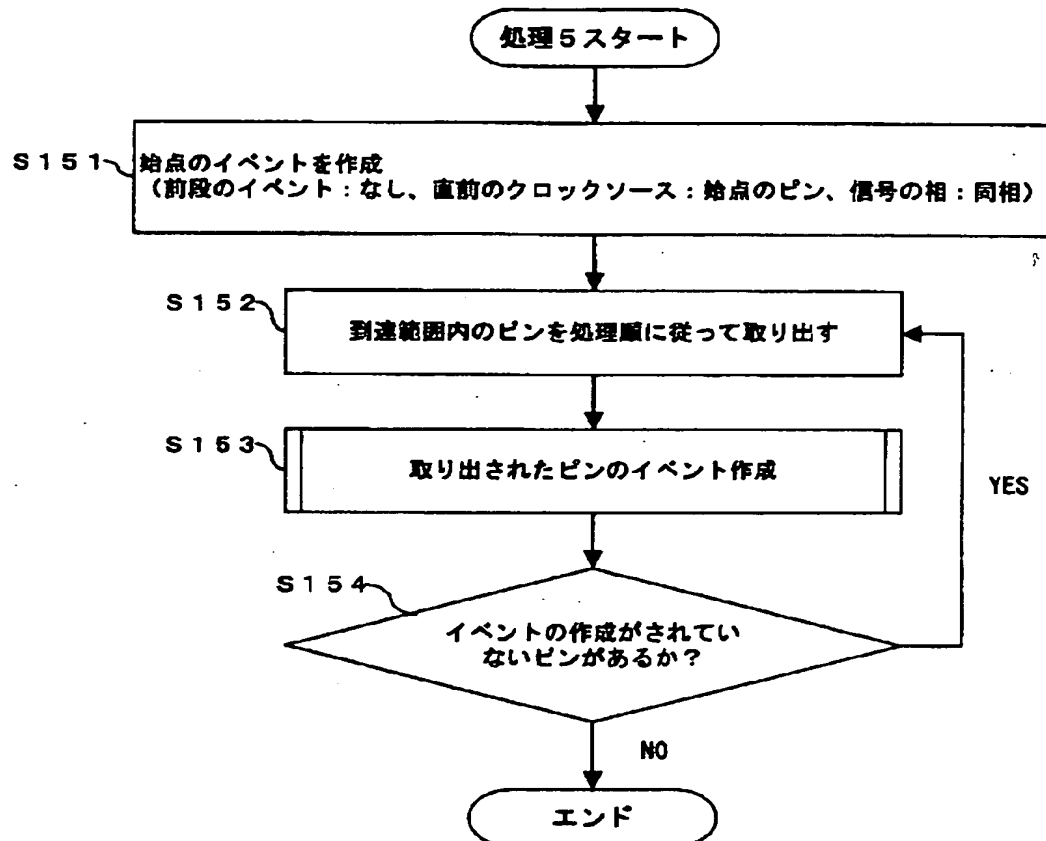 処理5スタート
S151
始点のイベントを作成
(前段のイベント:なし、直前のクロックソース:始点のピン、信号の相:同相)
S152
到達範囲内のピンを処理順に従って取り出す
S153
取り出されたピンのイベント作成
YES
S154
イベントの作成がされてい
ないピンがあるか?
NO
エンド